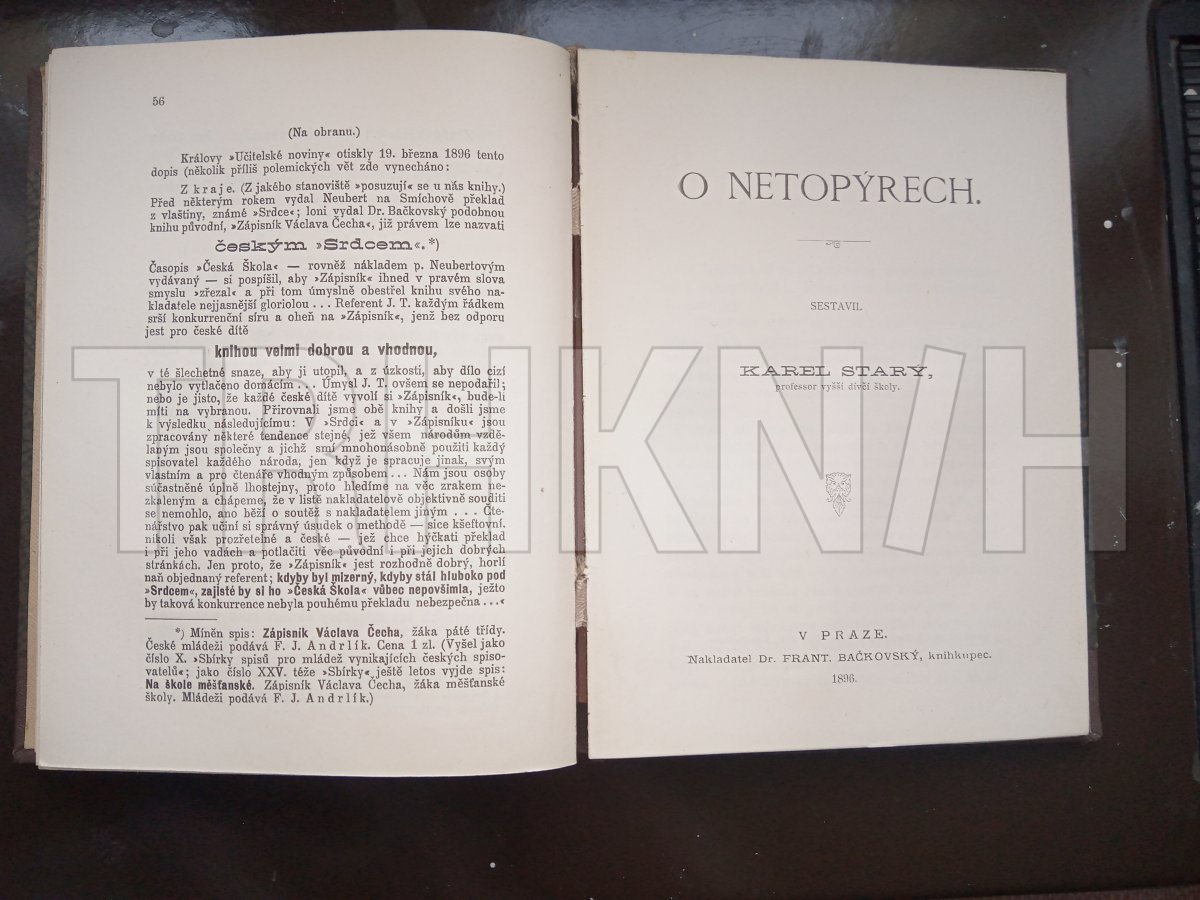 56
(Na obranu.)
Královy »Učitelské noviny« otiskly 19. března 1896 tento
dopis (několik příliš polemických vět zde vynecháno:
Z kraje. (Z jakého stanoviště »posuzují« se u nás knihy.)
Před některým rokem vydal Neubert na Smíchově překlad
z vlaštiny, známé »Srdce«; loni vydal Dr. Bačkovský podobnou
knihu původní, »Zápisník Václava Čecha«, již právem lze nazvati
českým »Srdcem«.*)
Časopis »Česká Škola« — rovněž nákladem p. Neubertovým
vydávaný — si pospíšil, aby »Zápisník« ihned v pravém slova
smyslu »zřezal« a při tom úmyslně obestřel knihu svého na-
kladatele nejjasnější gloriolou . . . Referent J. T. každým řádkem
srší konkurrenční síru a oheň na »Zápisník«, jenž bez odporu
jest pro české dítě
knihou velmi dobrou a vhodnou,
v té šlechetné snaze, aby ji utopil, a z úzkosti, aby dílo cizí
nebylo vytlačeno domácím . . . Úmysl J. T. ovšem se nepodařil;
nebo je jisto, že každé české dítě vyvolí si »Zápisník«, bude-li
míti na vybranou. Přirovnali jsme obě knihy a došli jsme
k výsledku následujícímu: V »Srdci« a v »Zápisníku« jsou
zpracovány některé tendence stejné, jež všem národům vzdě-
laným jsou společny a jichž smí mnohonásobně použiti každý
spisovatel každého národa, jen když je spracuje jinak, svým
vlastním a pro čtenáře vhodným způsobem . . . Nám jsou osoby
súčastněné úplně lhostejny, proto hledíme na věc zrakem ne-
zkaleným a chápeme, že v listě nakladatelově objektivně souditi
se nemohlo, ano běží o soutěž s nakladatelem jiným . . . Čte-
nářstvo pak učiní si správný úsudek o methodě — sice kšeftovní.
nikoli však prozřetelné a české — jež chce hýčkati překlad
i při jeho vadách a potlačiti věc původní i při jejich dobrých
stránkách. Jen proto, že »Zápisník« jest rozhodně dobrý, horlí
naň objednaný referent; kdyby byl mizerný, kdyby stál hluboko pod
»Srdcem«, zajisté by si ho »Česká Škola« vůbec nepovšimla, ježto
by taková konkurrence nebyla pouhému překladu nebezpečna . . .«
*) Míněn spis: Zápisník Václava Čecha, žáka páté třídy.
České mládeži podává F. J. Andrlík. Cena 1 zl. (Vyšel jako
číslo X. »Sbírky spisů pro mládež vynikajících českých spiso-
vatelů«; jako číslo XXV. téže »Sbírky« ještě letos vyjde spis:
Na škole měšťanské. Zápisník Václava Čecha, žáka měšťanské
školy. Mládeži podává F. J. Andrlík.)
O NETOPÝRECH.
SESTAVIL
KAREL STARÝ,
professor vyšší dívčí školy.
V PRAZE.
Nakladatel Dr. FRANT. BAČKOVSKÝ, knihkupec.
1896.
TRHKNIH